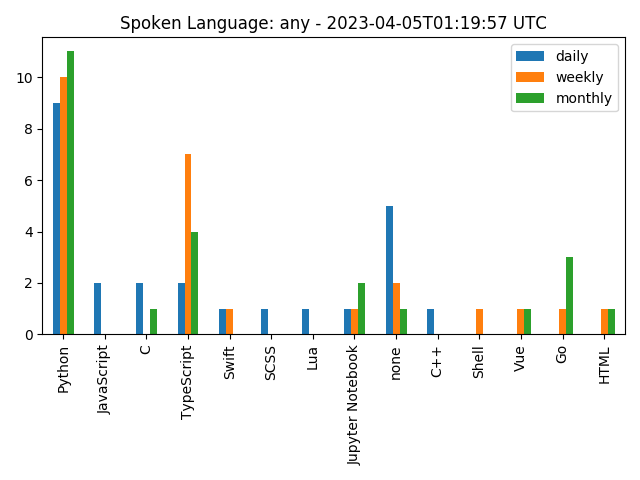 Spoken Language: any - 2023-04-05T01:19:57 UTC
daily
weekly
monthly
10
8
6
4
2
0
Python
JavaScript
C
TypeScript
Swift
SCSS
Lua
Jupyter Notebook
none
C++
Shell
Vue
Go
HTML